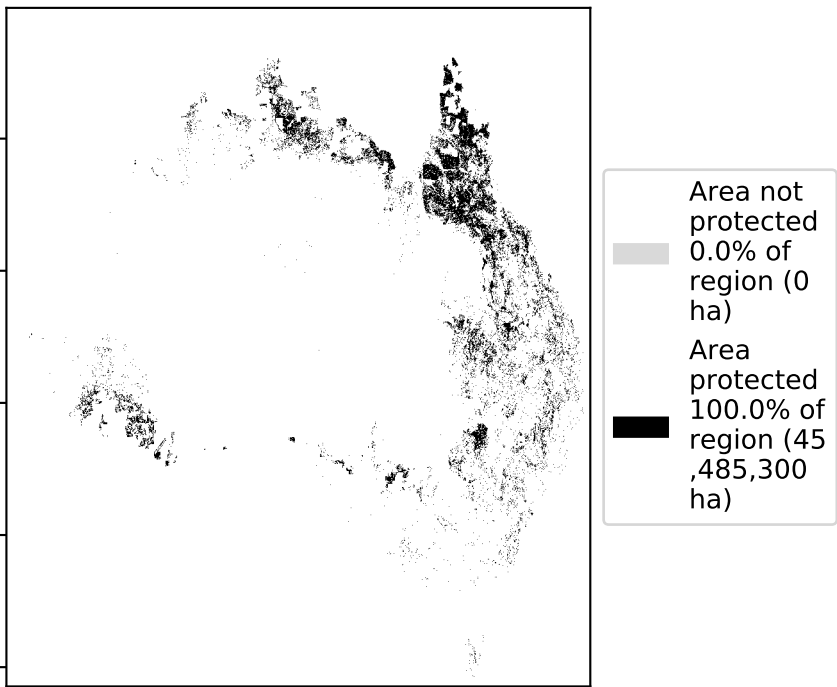 Area not
protected
0.0% of
region (0
ha)
Area
protected
100.0% of
region (45
,485,300
ha)